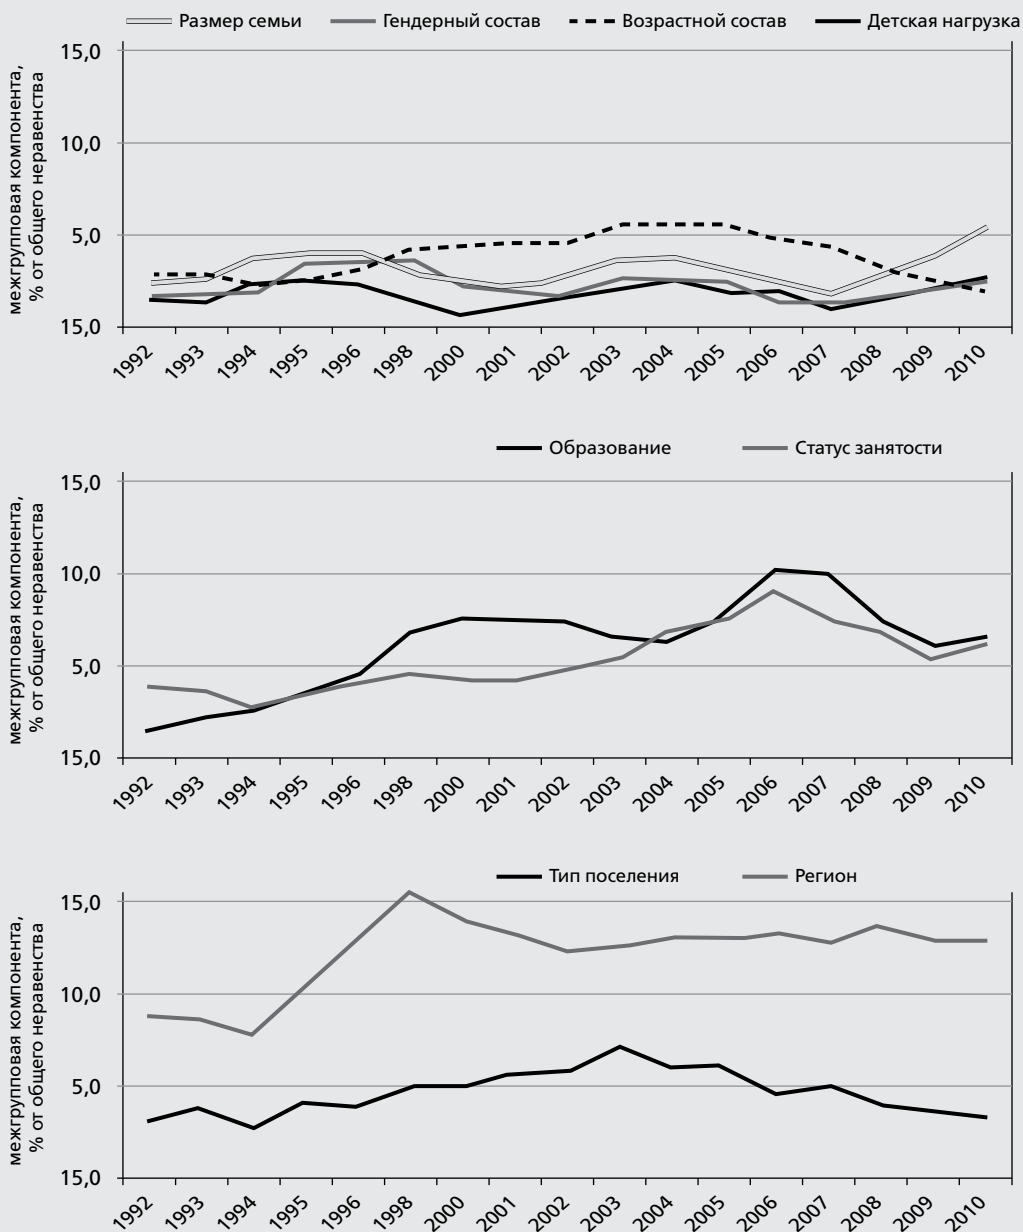 Размер семьи Гендерный состав Возрастной состав Детская нагрузка
межгрупповая компонента,
% от общего неравенства
15,0
10,0
5,0
15,0
1992 1993 1994 1995 1996 1998 2000 2001 2002 2003 2004 2005 2006 2007 2008 2009 2010
Образование Статус занятости
межгрупповая компонента,
% от общего неравенства
15,0
10,0
5,0
15,0
1992 1993 1994 1995 1996 1998 2000 2001 2002 2003 2004 2005 2006 2007 2008 2009 2010
Тип поселения Регион
межгрупповая компонента,
% от общего неравенства
15,0
10,0
5,0
15,0
1992 1993 1994 1995 1996 1998 2000 2001 2002 2003 2004 2005 2006 2007 2008 2009 2010